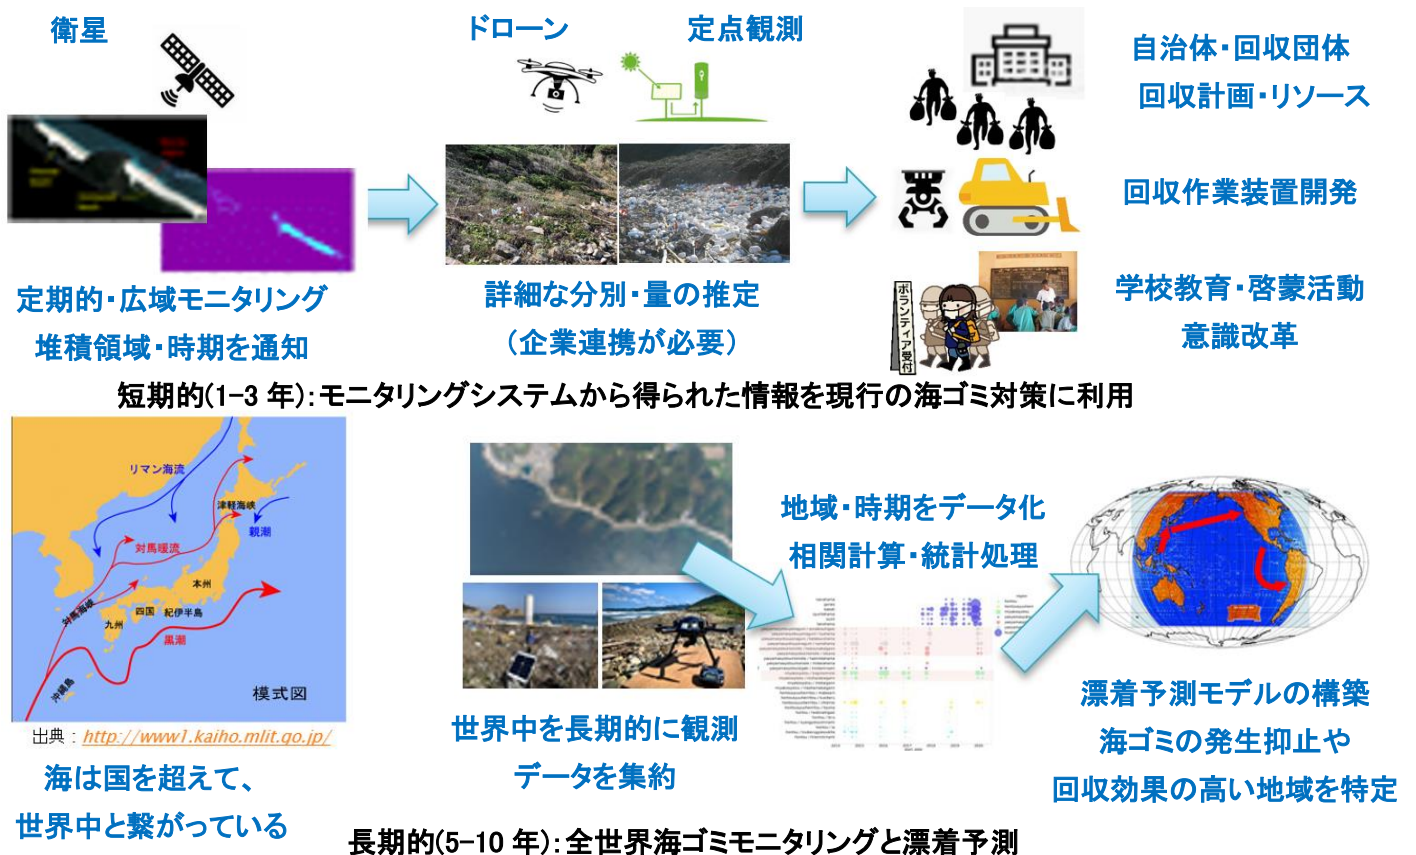 衛星
ドローン
定点観測
自治体・回収団体
回収計画・リソース
回収作業装置開発
定期的・広域モニタリング
堆積領域・時期を通知
詳細な分別・量の推定
(企業連携が必要)
ボランティア受付
学校教育・啓蒙活動
意識改革
短期的(1-3 年):モニタリングシステムから得られた情報を現行の海ゴミ対策に利用
リマン海流
津軽海峡
親潮
対馬暖流
本州
対馬海峡
四国
紀伊半島
九州
黒潮
沖縄島
模式図
出典:http://www1.kaiho.mlit.go.jp/
海は国を超えて、
世界中と繋がっている
世界中を長期的に観測
データを集約
地域・時期をデータ化
相関計算・統計処理
漂着予測モデルの構築
海ゴミの発生抑止や
回収効果の高い地域を特定
長期的(5-10 年):全世界海ゴミモニタリングと漂着予測